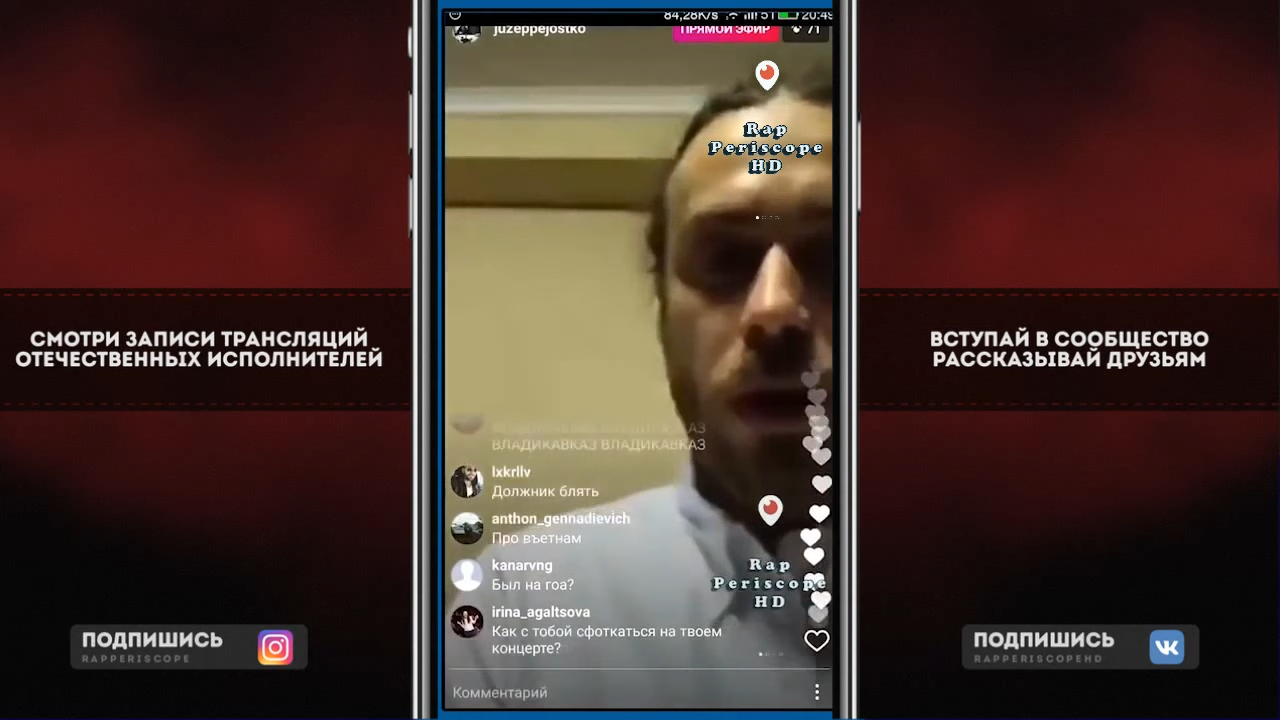 84,28K/s 51 20:49
juzeppejostko ПРЯМОЙ ЭФИР 71
Rap
Periscope
HD
СМОТРИ ЗАПИСИ ТРАНСЛЯЦИЙ
ОТЕЧЕСТВЕННЫХ ИСПОЛНИТЕЛЕЙ
ВСТУПАЙ В СООБЩЕСТВО
РАССКАЗЫВАЙ ДРУЗЬЯМ
ВЛАДИКАВКАЗ ВЛАДИКАВКАЗ
lxkrllv
Должник блять
anthon_gennadievich
Про въетнам
kanarvng
Был на гоа?
irina_agaltsova
Как с тобой сфоткаться на твоем
концерте?
Rap
Periscope
HD
Комментарий
ПОДПИШИСЬ
RAPPERISCOPE
ПОДПИШИСЬ
RAPPERISCOPEHD